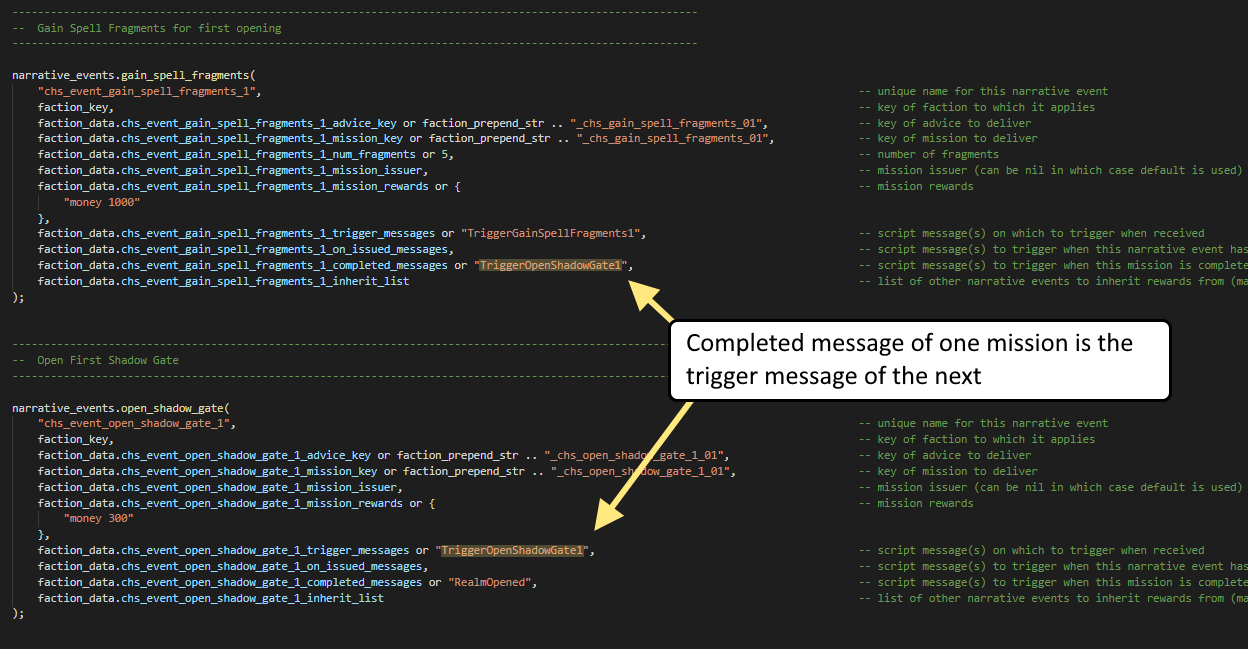 --------------------------------------------------------------------------------------------------------------
--  Gain Spell Fragments for first opening
--------------------------------------------------------------------------------------------------------------
narrative_events.gain_spell_fragments(
"chs_event_gain_spell_fragments_1", -- unique name for this narrative event
faction_key, -- key of faction to which it applies
faction_data.chs_event_gain_spell_fragments_1_advice_key or faction_prepend_str .. "_chs_gain_spell_fragments_01", -- key of advice to deliver
faction_data.chs_event_gain_spell_fragments_1_mission_key or faction_prepend_str .. "_chs_gain_spell_fragments_01", -- key of mission to deliver
faction_data.chs_event_gain_spell_fragments_1_num_fragments or 5, -- number of fragments
faction_data.chs_event_gain_spell_fragments_1_mission_issuer, -- mission issuer (can be nil in which case default is used)
faction_data.chs_event_gain_spell_fragments_1_mission_rewards or { -- mission rewards
"money 1000"
},
faction_data.chs_event_gain_spell_fragments_1_trigger_messages or "TriggerGainSpellFragments1", -- script message(s) on which to trigger when received
faction_data.chs_event_gain_spell_fragments_1_on_issued_messages, -- script message(s) to trigger when this narrative event has
faction_data.chs_event_gain_spell_fragments_1_completed_messages or "TriggerOpenShadowGate1", -- script message(s) to trigger when this mission is complete
faction_data.chs_event_gain_spell_fragments_1_inherit_list -- list of other narrative events to inherit rewards from (ma
);
--------------------------------------------------------------------------------------------------------------
--  Open First Shadow Gate
--------------------------------------------------------------------------------------------------------------
Completed message of one mission is the
trigger message of the next
narrative_events.open_shadow_gate(
"chs_event_open_shadow_gate_1", -- unique name for this narrative event
faction_key, -- key of faction to which it applies
faction_data.chs_event_open_shadow_gate_1_advice_key or faction_prepend_str .. "_chs_open_shadow_gate_1_01", -- key of advice to deliver
faction_data.chs_event_open_shadow_gate_1_mission_key or faction_prepend_str .. "_chs_open_shadow_gate_1_01", -- key of mission to deliver
faction_data.chs_event_open_shadow_gate_1_mission_issuer, -- mission issuer (can be nil in which case default is used)
faction_data.chs_event_open_shadow_gate_1_mission_rewards or { -- mission rewards
"money 300"
},
faction_data.chs_event_open_shadow_gate_1_trigger_messages or "TriggerOpenShadowGate1", -- script message(s) on which to trigger when received
faction_data.chs_event_open_shadow_gate_1_on_issued_messages, -- script message(s) to trigger when this narrative event has
faction_data.chs_event_open_shadow_gate_1_completed_messages or "RealmOpened", -- script message(s) to trigger when this mission is complete
faction_data.chs_event_open_shadow_gate_1_inherit_list -- list of other narrative events to inherit rewards from (ma
);